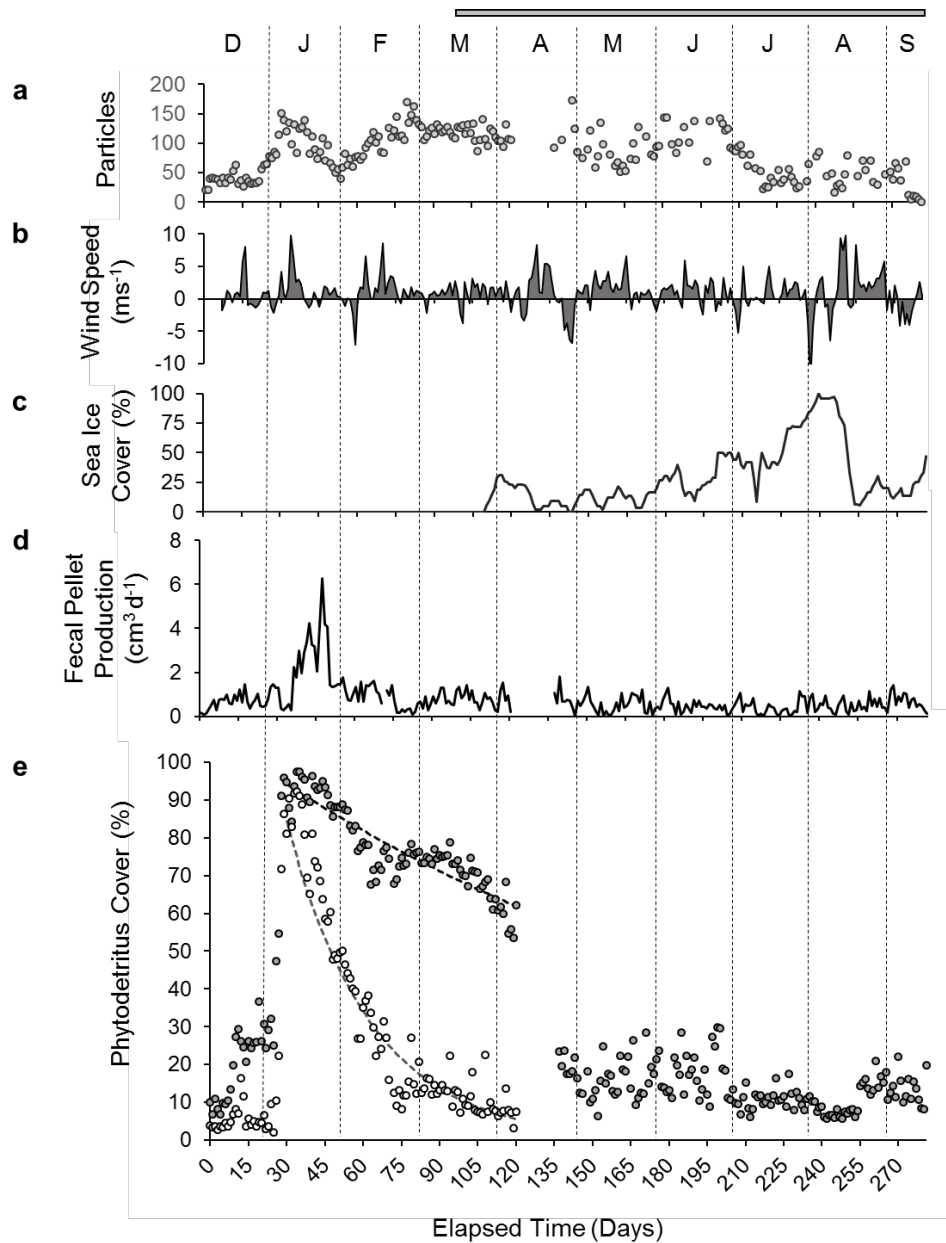 D J F M A M J J A S
a
Particles
200
150
100
50
0
b
Wind Speed
(ms-1)
10
5
0
-5
-10
c
Sea Ice
Cover (%)
100
75
50
25
0
d
Fecal Pellet
Production
(cm3 d-1)
8
6
4
2
0
e
Phytodetritus Cover (%)
100
90
80
70
60
50
40
30
20
10
0
0 15 30 45 60 75 90 105 120 135 150 165 180 195 210 225 240 255 270
Elapsed Time (Days)